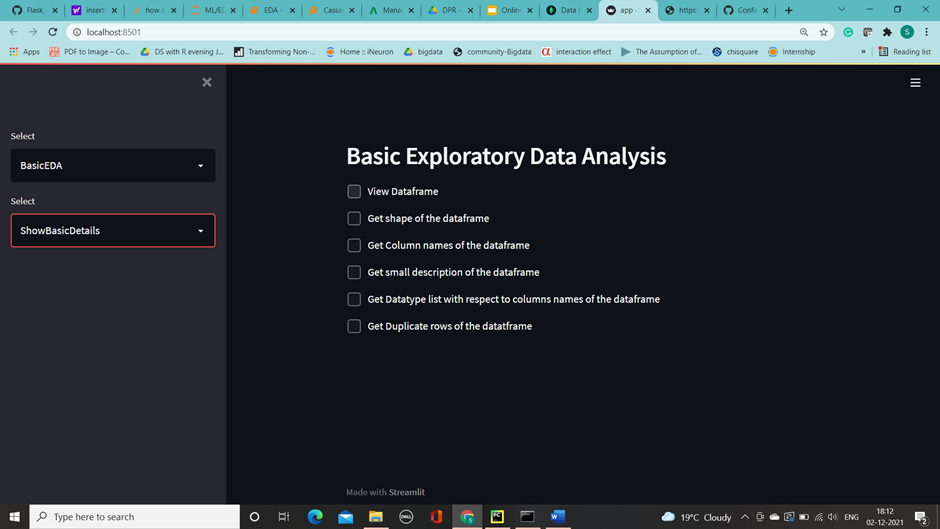 Flask_
insert
how c
ML/E
EDA -
Cassa
Mana
DPR -
Online
Data
app ·
https:
Config
localhost:8501
Apps
PDF to Image – Co...
DS with R evening J...
Transforming Non-...
Home :: iNeuron
bigdata
community-Bigdata
interaction effect
The Assumption of...
chisquare
Internship
»
Reading list
Select
BasicEDA
Select
ShowBasicDetails
Basic Exploratory Data Analysis
View Dataframe
Get shape of the dataframe
Get Column names of the dataframe
Get small description of the dataframe
Get Datatype list with respect to columns names of the dataframe
Get Duplicate rows of the datatframe
Made with Streamlit
Type here to search
19°C Cloudy
ENG
18:12
02-12-2021